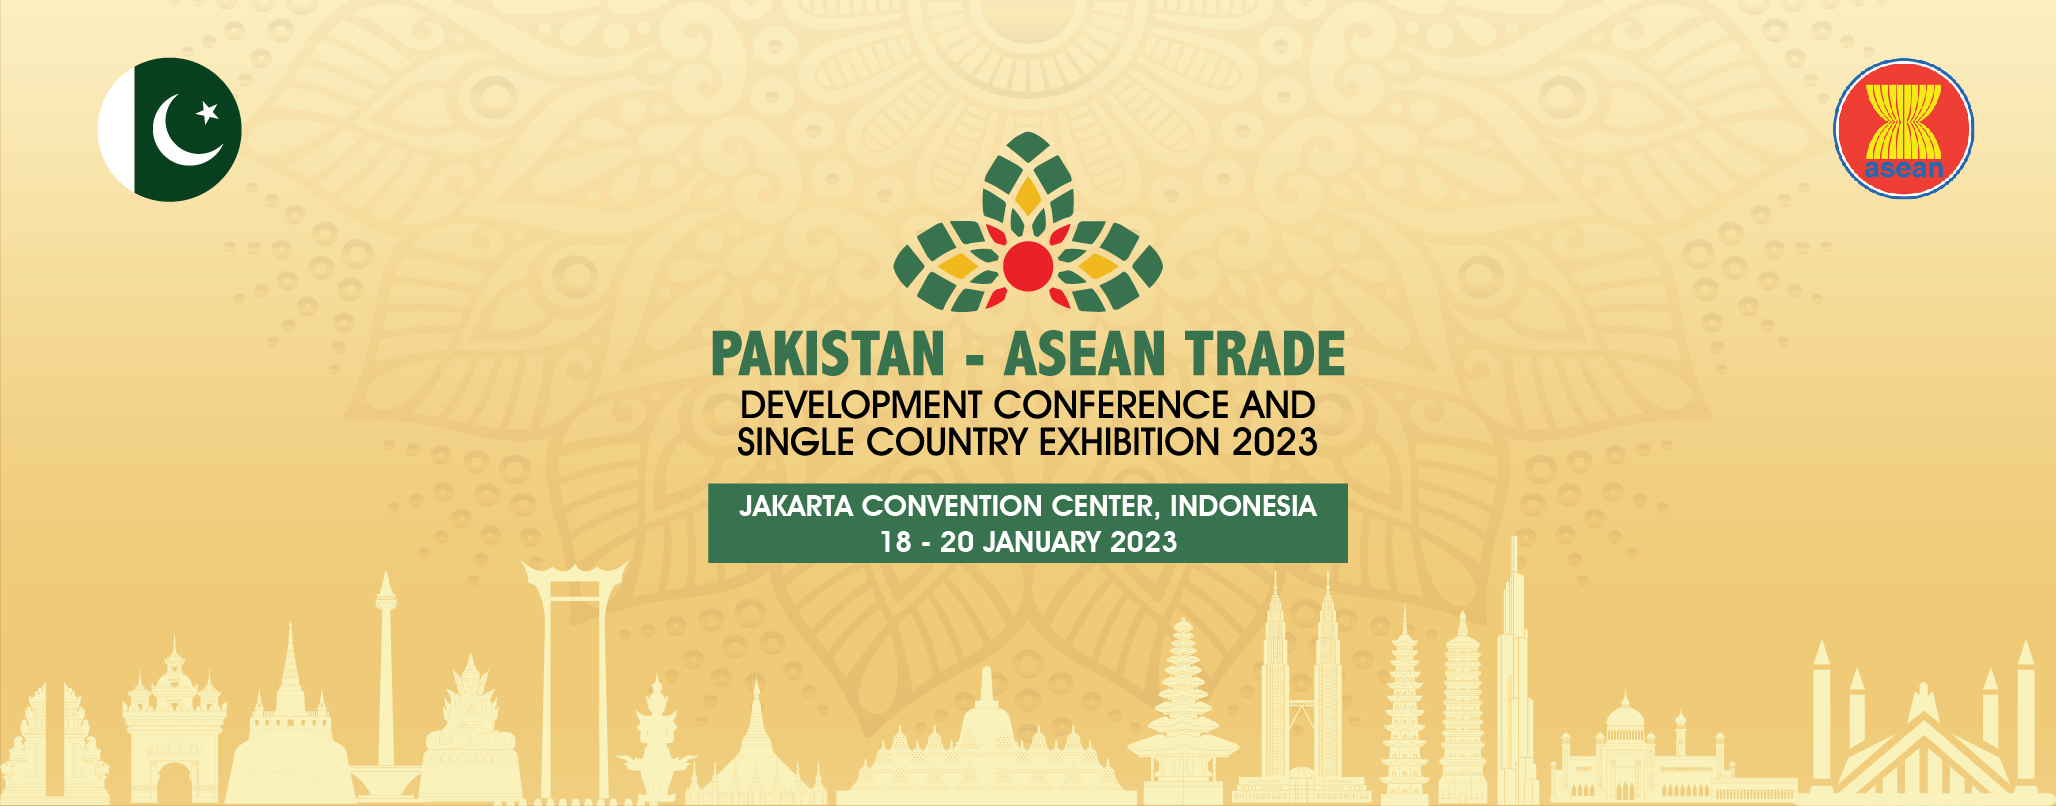 asean
PAKISTAN - ASEAN TRADE
DEVELOPMENT CONFERENCE AND
SINGLE COUNTRY EXHIBITION 2023
JAKARTA CONVENTION CENTER, INDONESIA
18 - 20 JANUARY 2023